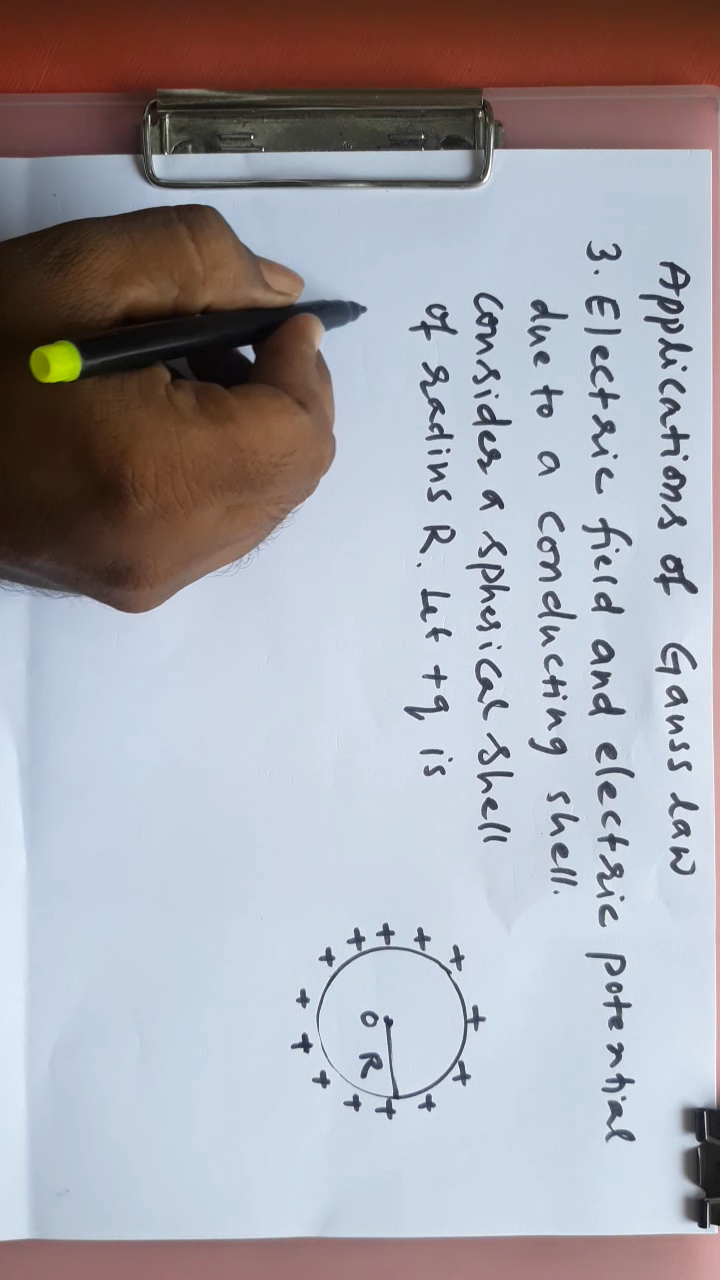 Applications of Gauss law
3. Electric field and electric potential
due to a conducting shell.
consider a spherical shell
of radius R. Let +q is
+ + + + + + + + + + + + + + +
O
R